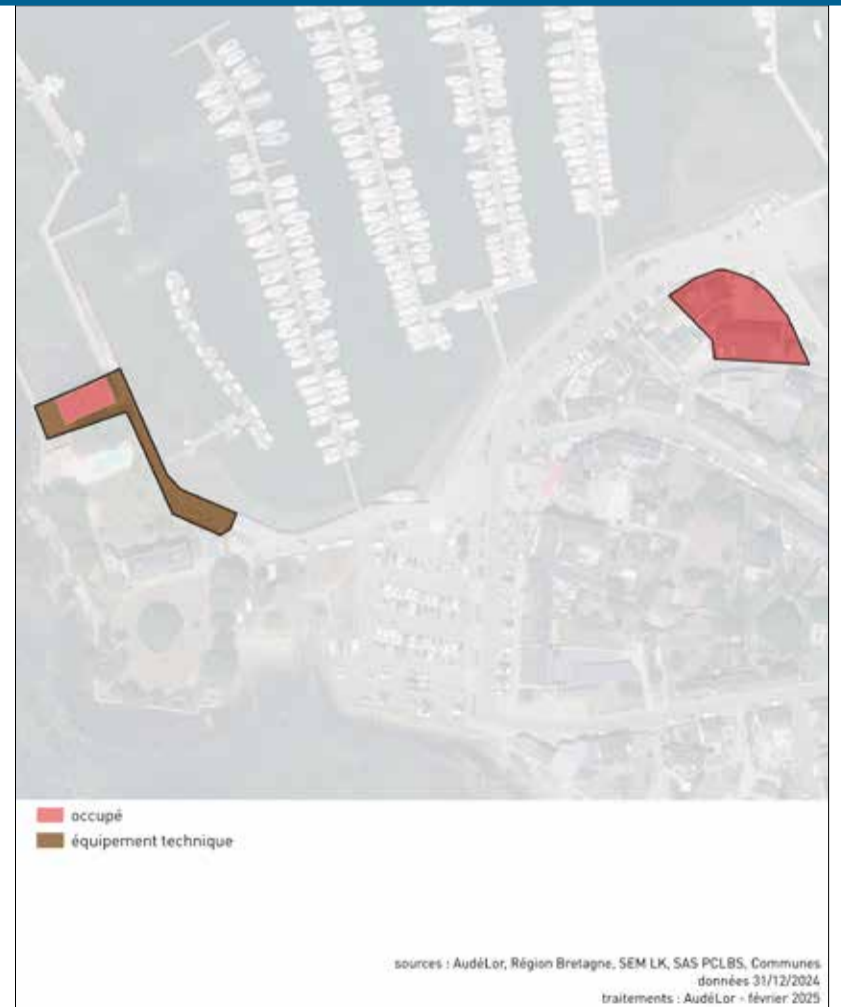 occupé
équipement technique
sources : AudéLor, Région Bretagne, SEM LK, SAS PCLBS, Communes
données 31/12/2024
traitements : AudéLor - février 2025